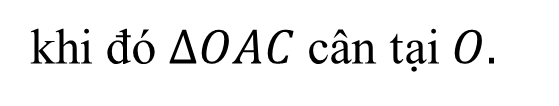 khi đó Δ𝑂𝐴𝐶 cân tại 𝑂.